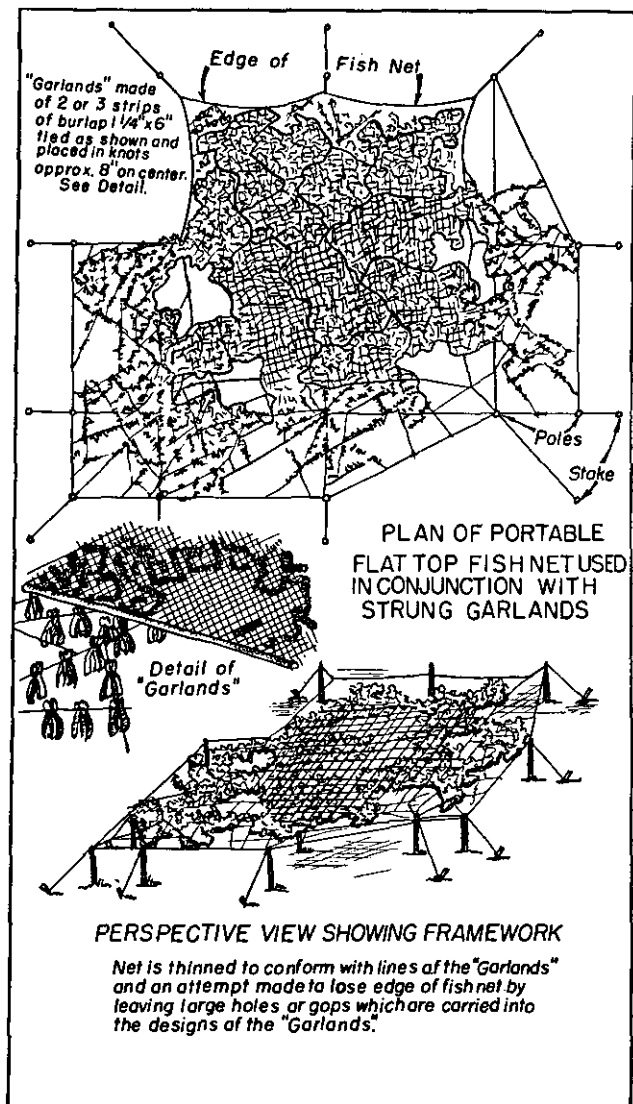 Edge of
Fish Net
"Garlands" made
of 2 or 3 strips
of burlap 1 1/4"x6"
tied as shown and
placed in knots
approx. 8" on center.
See Detail.
Poles
Stake
PLAN OF PORTABLE
FLAT TOP FISH NET USED
IN CONJUNCTION WITH
STRUNG GARLANDS
Detail of
"Garlands"
PERSPECTIVE VIEW SHOWING FRAMEWORK
Net is thinned to conform with lines of the "Garlands"
and an attempt made to lose edge of fish net by
leaving large holes or gaps which are carried into
the designs of the "Garlands".